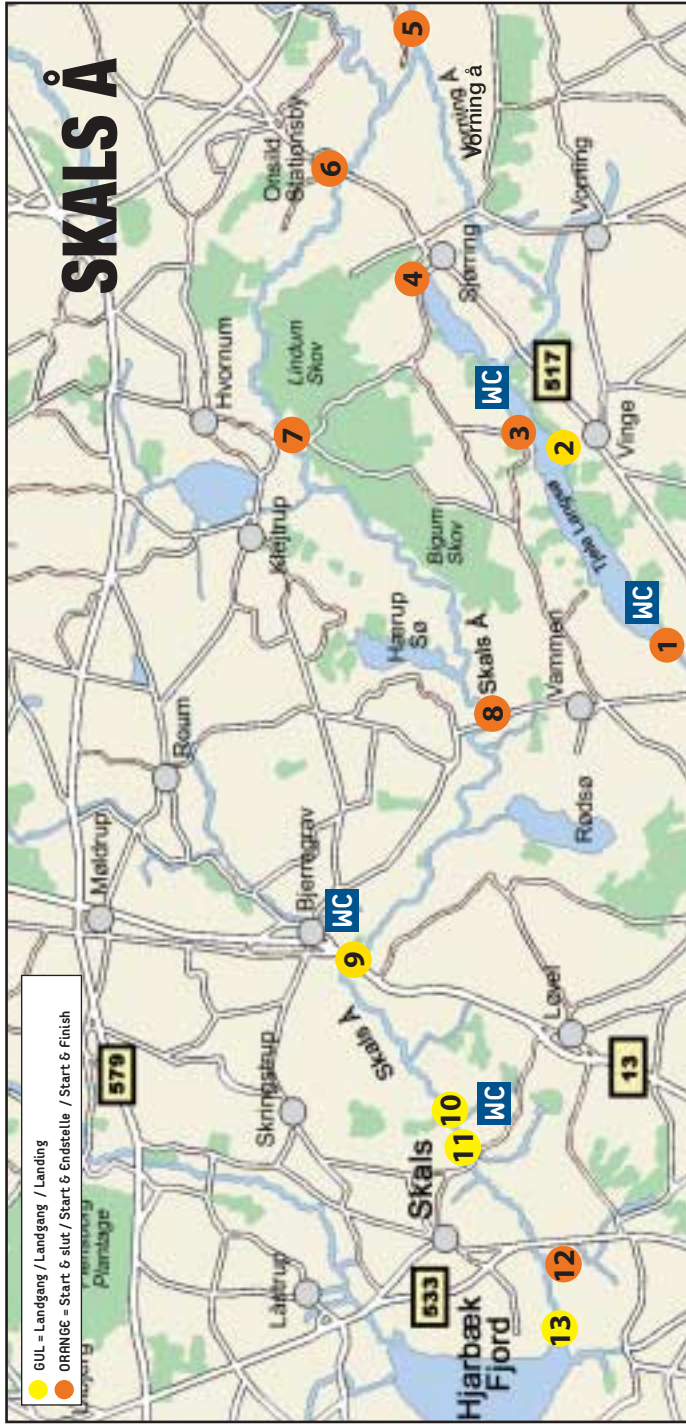 SKALS Å
GUL = Landgang / Landgang / Landing
ORANGE = Start & slut / Start & Endstelle / Start & Finish
Plantage
579
Møldrup
Roum
Hvornum
Onsild
Stationsby
Låstrup
Skringstrup
Bjerregrav
WC
Klejtrup
Lindum
Skov
Hærup
Sø
Bigum
Skov
Skals Å
Skals Å
Skals
533
Hjarbæk
Fjord
WC
Løvel
13
Rødsø
Vammen
WC
Tjele Langsø
WC
517
Vinge
Sjørring
Vorning Å
Vorning å
Vorning
1
2
3
4
5
6
7
8
9
10
11
12
13